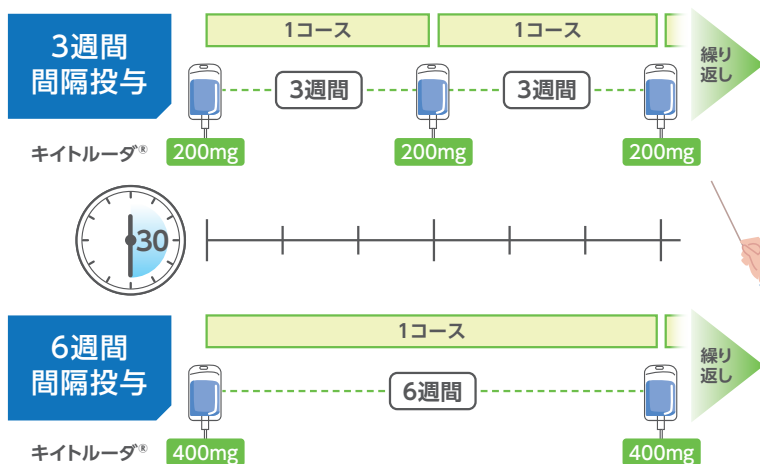 1コース 1コース
3週間
間隔投与
3週間 3週間
繰り
返し
キイトルーダ® 200mg 200mg 200mg
30
1コース
6週間
間隔投与
6週間
繰り
返し
キイトルーダ® 400mg 400mg